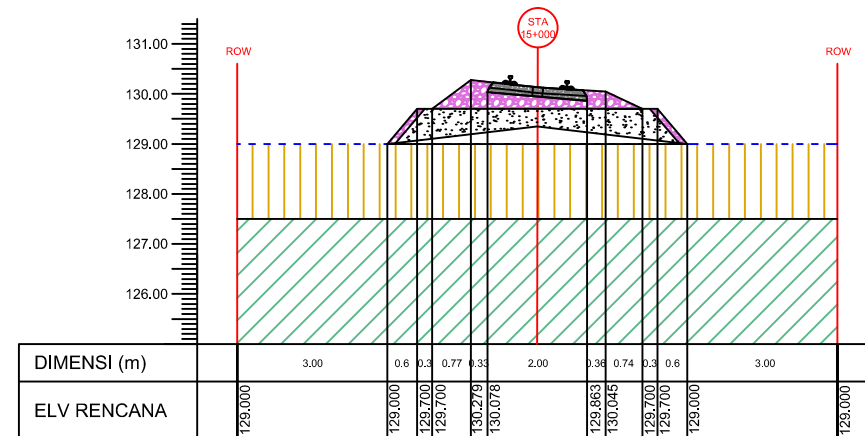 STA
15+000
ROW
ROW
131.00
130.00
129.00
128.00
127.00
126.00
DIMENSI (m)
3.00 0.6 0.3 0.77 0.33 2.00 0.36 0.74 0.3 0.6 3.00
ELV RENCANA
129.000 129.000 129.700 129.700 130.279 130.078 129.863 130.045 129.700 129.700 129.000 129.000